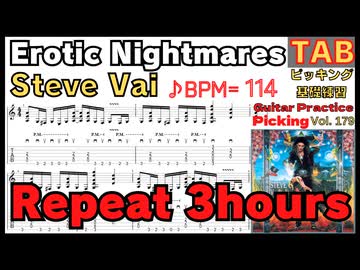 Erotic Nightmares TAB
Steve Vai ♪BPM= 114
ピッキング
基礎練習
Guitar Practice
Picking Vol. 179
Repeat 3hours